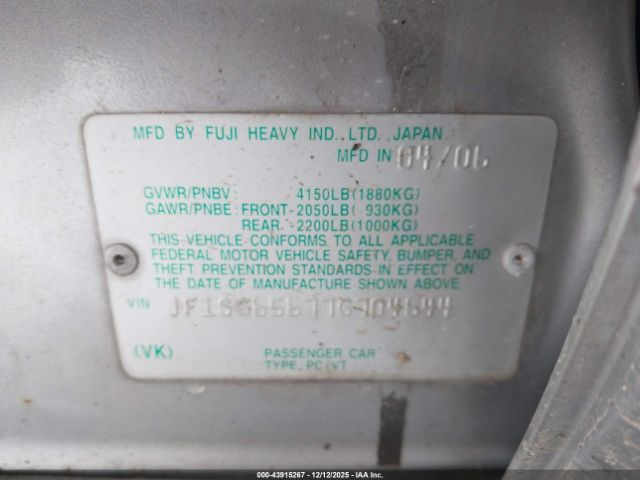 MFD BY FUJI HEAVY IND., LTD., JAPAN
MFD IN 04/06
GVWR/PNBV: 4150LB(1880KG)
GAWR/PNBE: FRONT-2050LB( 930KG)
REAR. -2200LB(1000KG)
THIS VEHICLE CONFORMS TO ALL APPLICABLE
FEDERAL MOTOR VEHICLE SAFETY, BUMPER, AND
THEFT PREVENTION STANDARDS IN EFFECT ON
THE DATE OF MANUFACTURE SHOWN ABOVE.
VIN
(VK) PASSENGER CAR
TYPE, PC/VT
000-43915267 - 12/12/2025 - IAA Inc.